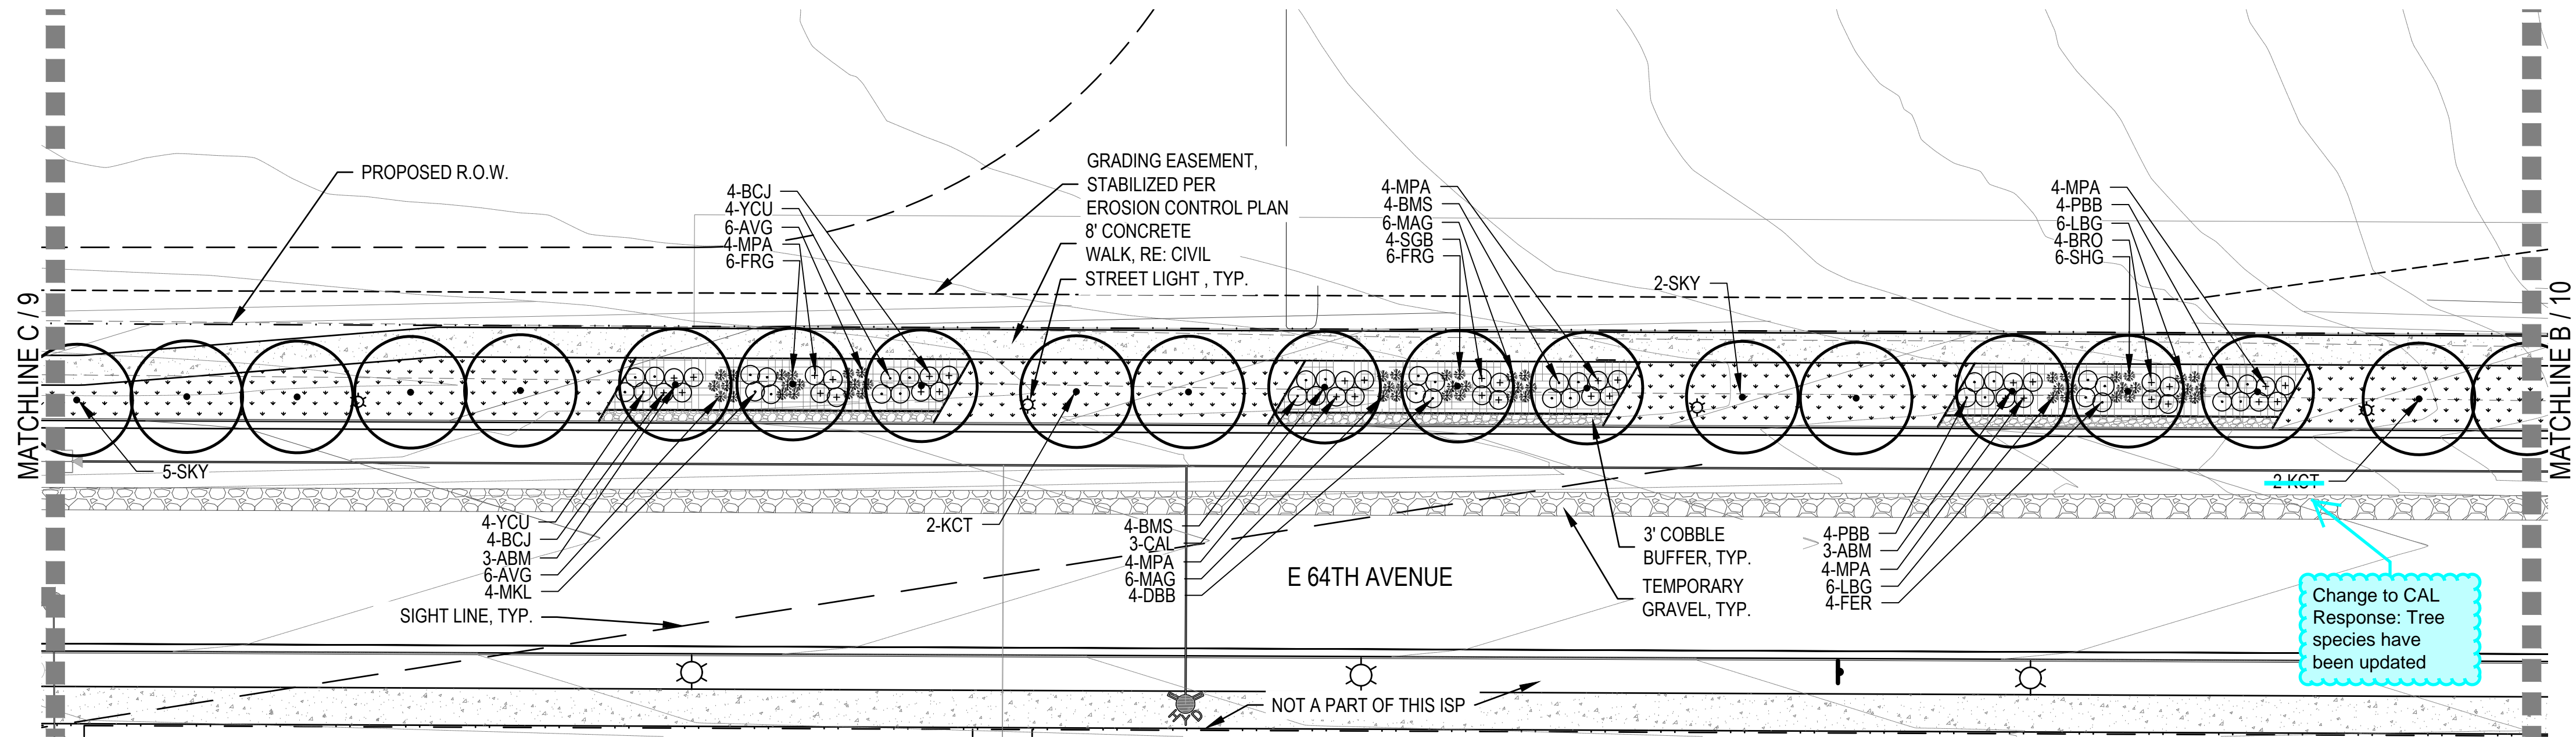 PROPOSED R.O.W.
4-BCJ
4-YCU
6-AVG
4-MPA
6-FRG
GRADING EASEMENT,
STABILIZED PER
EROSION CONTROL PLAN
8' CONCRETE
WALK, RE: CIVIL
STREET LIGHT , TYP.
4-MPA
4-BMS
6-MAG
4-SGB
6-FRG
2-SKY
4-MPA
4-PBB
6-LBG
4-BRO
6-SHG
MATCHLINE C / 9
MATCHLINE B / 10
5-SKY
4-YCU
4-BCJ
3-ABM
6-AVG
4-MKL
SIGHT LINE, TYP.
2-KCT
4-BMS
3-CAL
4-MPA
6-MAG
4-DBB
E 64TH AVENUE
3' COBBLE
BUFFER, TYP.
TEMPORARY
GRAVEL, TYP.
4-PBB
3-ABM
4-MPA
6-LBG
4-FER
2-KCT
Change to CAL
Response: Tree
species have
been updated
NOT A PART OF THIS ISP